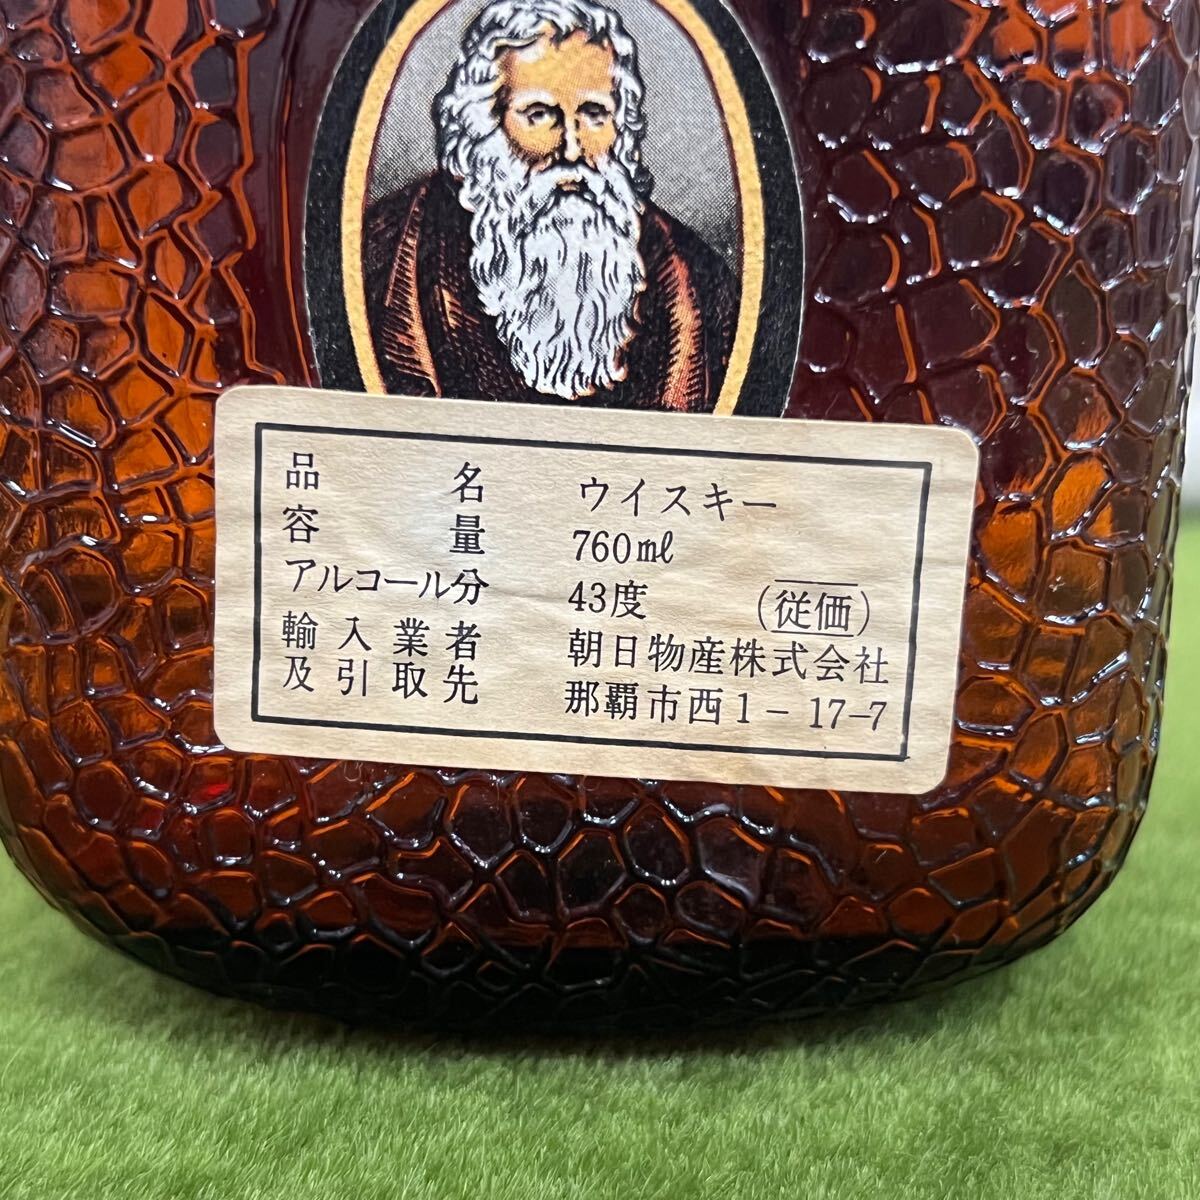 品名 ウイスキー
容量 760ml
アルコール分 43度 (従価)
輸入業者 朝日物産株式会社
及引取先 那覇市西1-17-7